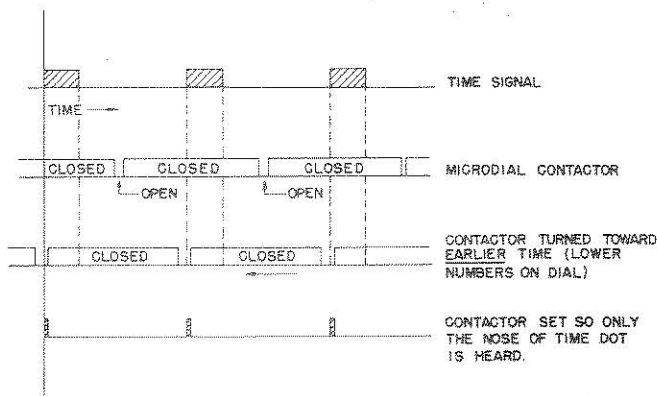 TIME SIGNAL
TIME
CLOSED CLOSED CLOSED
MICRODIAL CONTACTOR
OPEN OPEN
CLOSED CLOSED
CONTACTOR TURNED TOWARD
EARLIER TIME (LOWER
NUMBERS ON DIAL)
CONTACTOR SET SO ONLY
THE NOSE OF TIME DOT
IS HEARD.